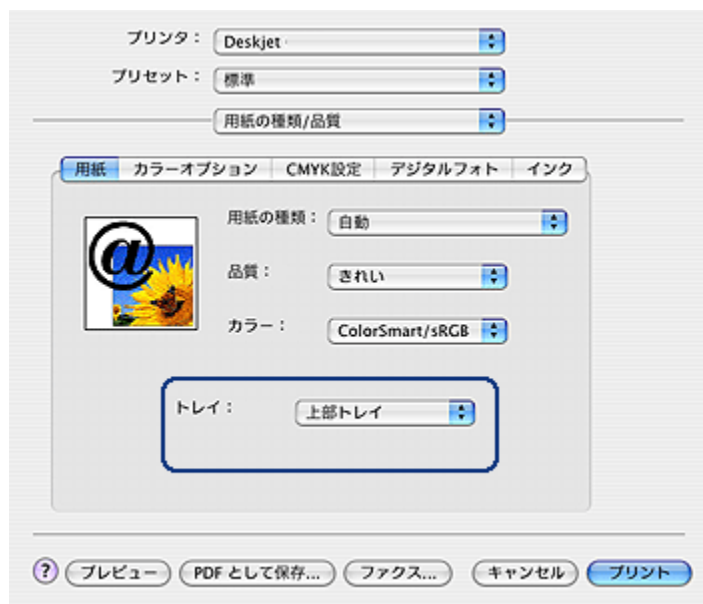 プリンタ： Deskjet
プリセット： 標準
用紙の種類/品質
用紙 カラーオプション CMYK設定 デジタルフォト インク
用紙の種類： 自動
@
品質： きれい
カラー： ColorSmart/sRGB
トレイ： 上部トレイ
? プレビュー PDF として保存... ファクス... キャンセル プリント